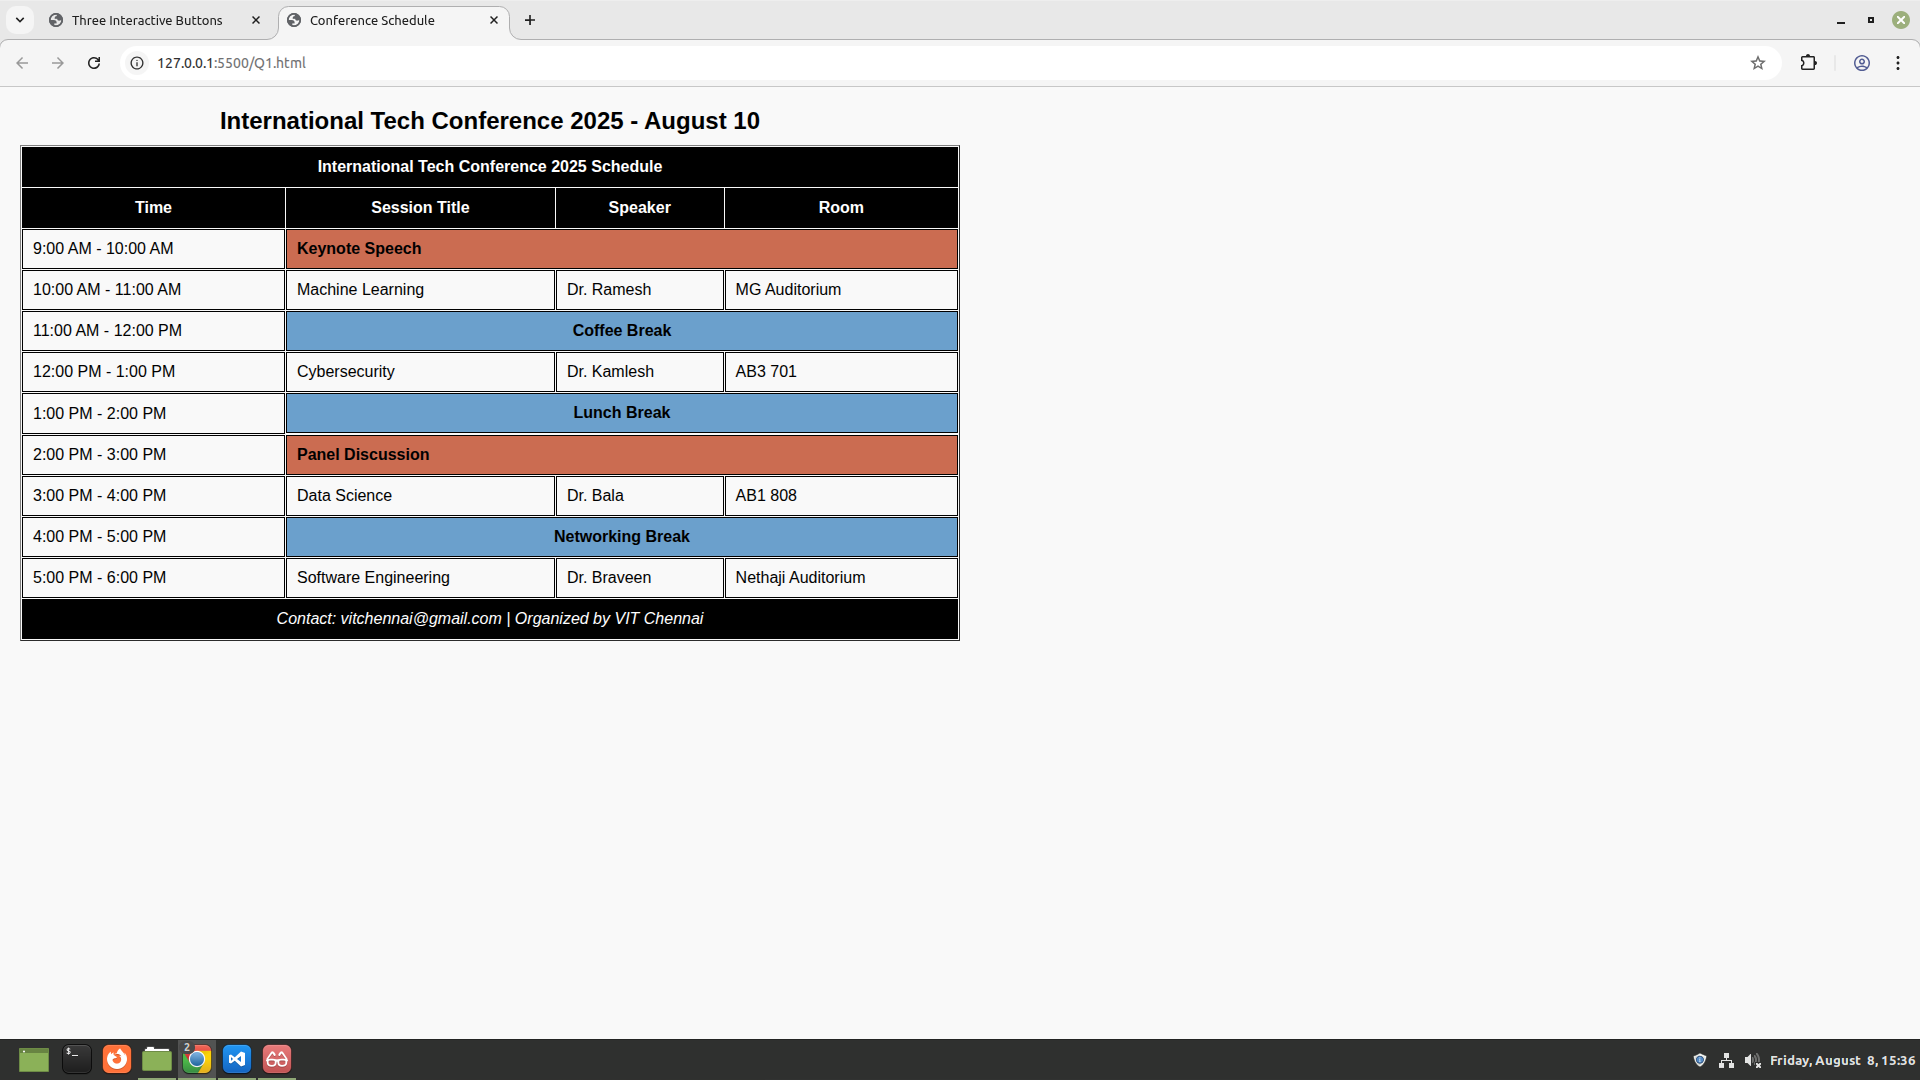 Three Interactive Buttons
Conference Schedule
127.0.0.1:5500/Q1.html
International Tech Conference 2025 - August 10
International Tech Conference 2025 Schedule
Time Session Title Speaker Room
9:00 AM - 10:00 AM Keynote Speech
10:00 AM - 11:00 AM Machine Learning Dr. Ramesh MG Auditorium
11:00 AM - 12:00 PM Coffee Break
12:00 PM - 1:00 PM Cybersecurity Dr. Kamlesh AB3 701
1:00 PM - 2:00 PM Lunch Break
2:00 PM - 3:00 PM Panel Discussion
3:00 PM - 4:00 PM Data Science Dr. Bala AB1 808
4:00 PM - 5:00 PM Networking Break
5:00 PM - 6:00 PM Software Engineering Dr. Braveen Nethaji Auditorium
Contact: vitchennai@gmail.com | Organized by VIT Chennai
$_
2
Friday, August 8, 15:36